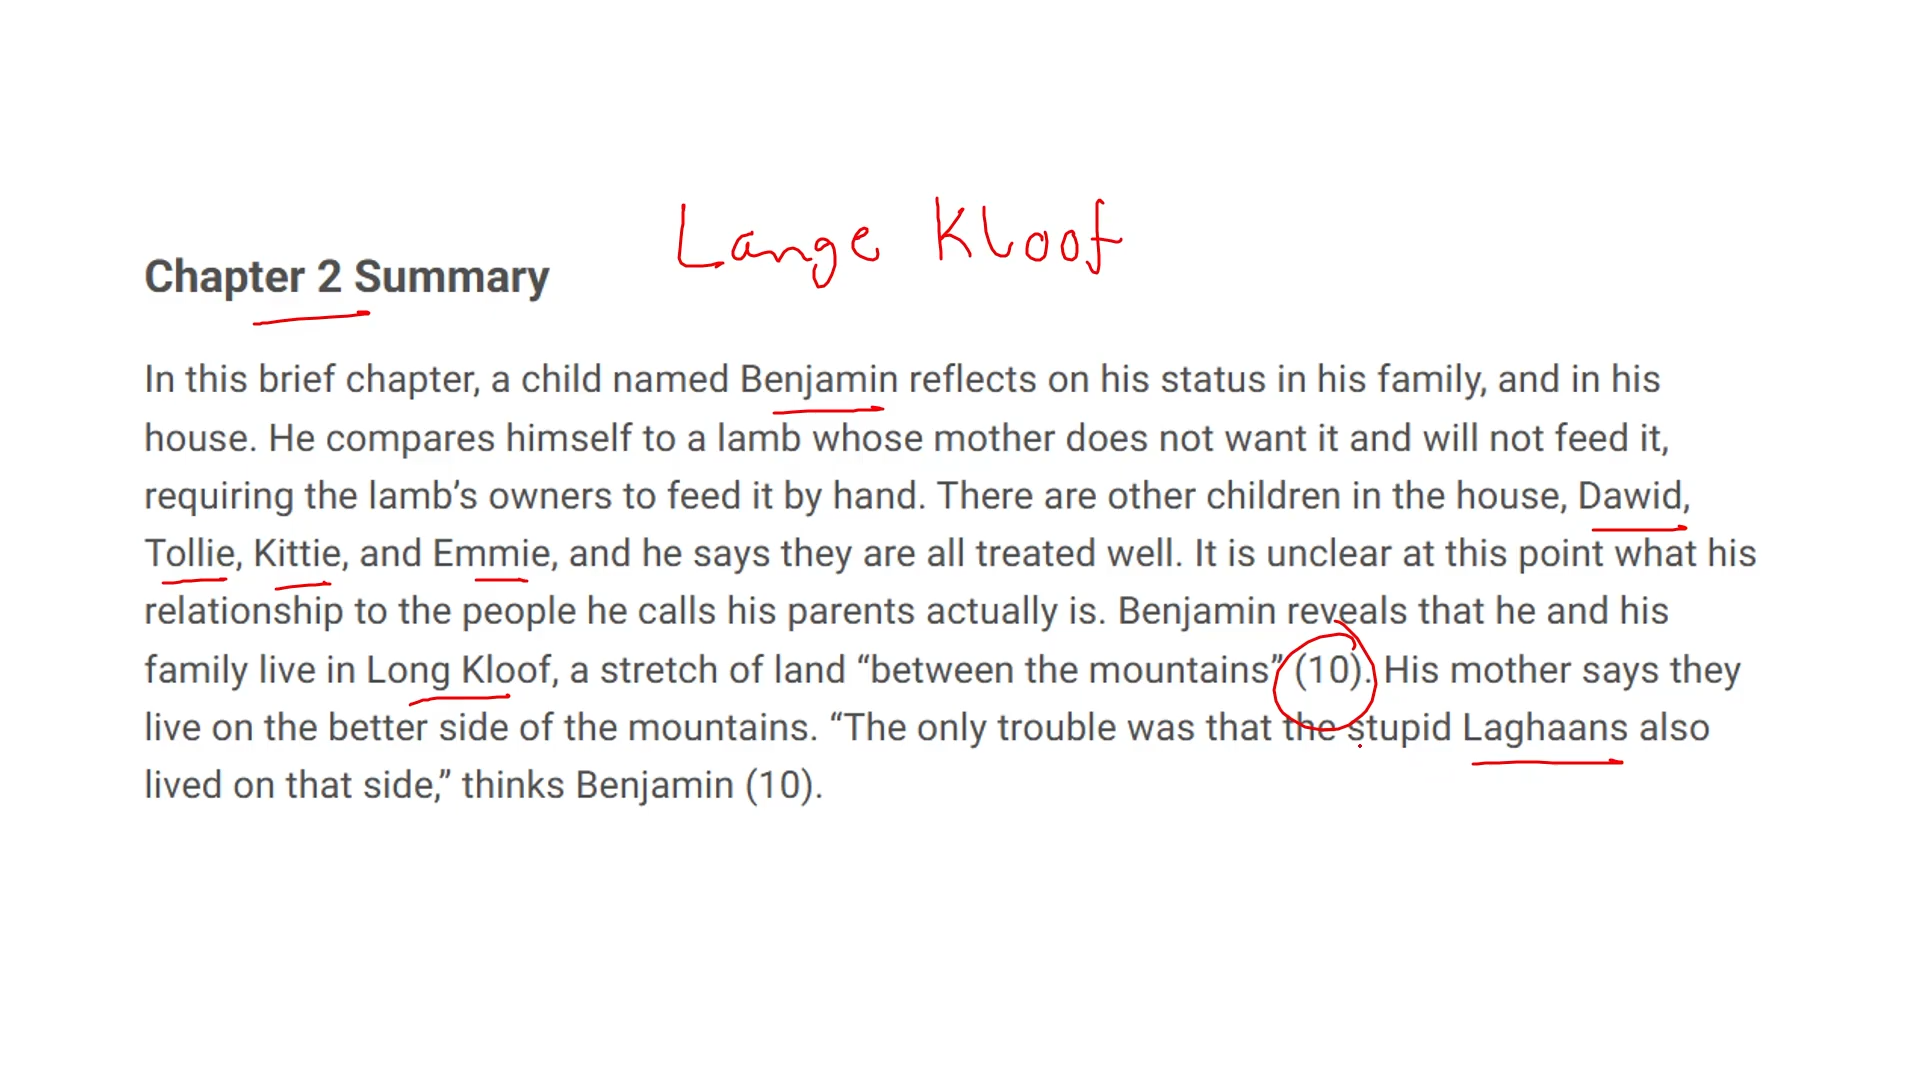 Lange Kloof
Chapter 2 Summary
In this brief chapter, a child named Benjamin reflects on his status in his family, and in his
house. He compares himself to a lamb whose mother does not want it and will not feed it,
requiring the lamb’s owners to feed it by hand. There are other children in the house, Dawid,
Tollie, Kittie, and Emmie, and he says they are all treated well. It is unclear at this point what his
relationship to the people he calls his parents actually is. Benjamin reveals that he and his
family live in Long Kloof, a stretch of land “between the mountains” (10). His mother says they
live on the better side of the mountains. “The only trouble was that the stupid Laghaans also
lived on that side,” thinks Benjamin (10).